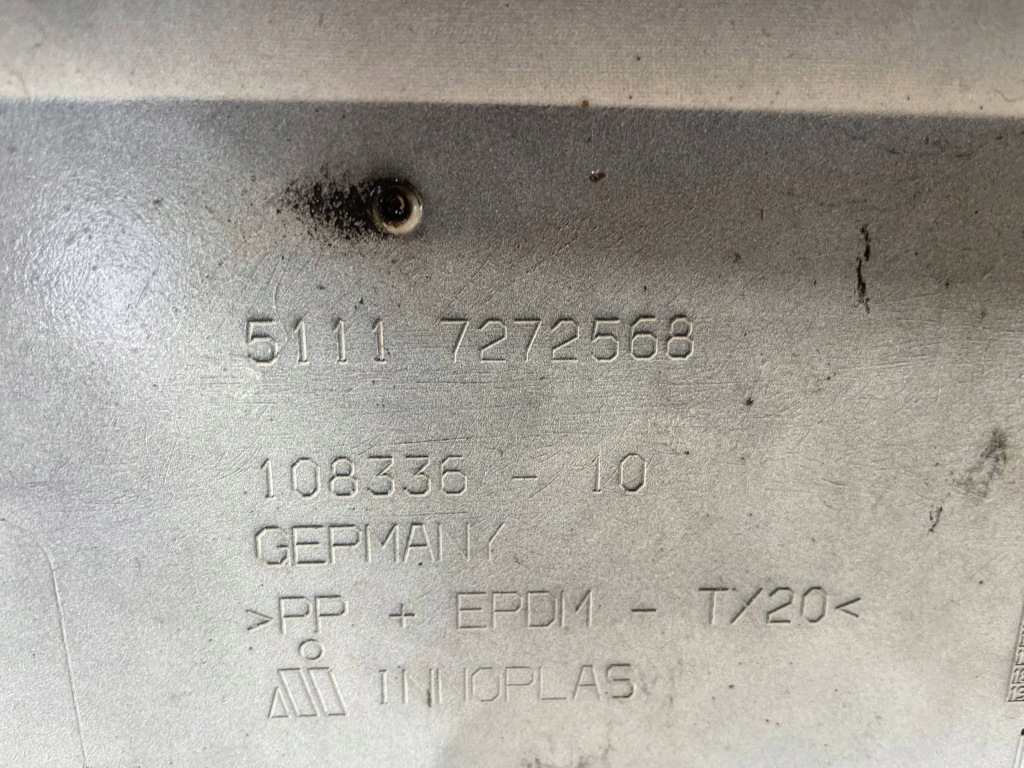 5111 7272568
108336 - 10
GERMANY
>PP + EPDM - TX20<
INNOPLAS